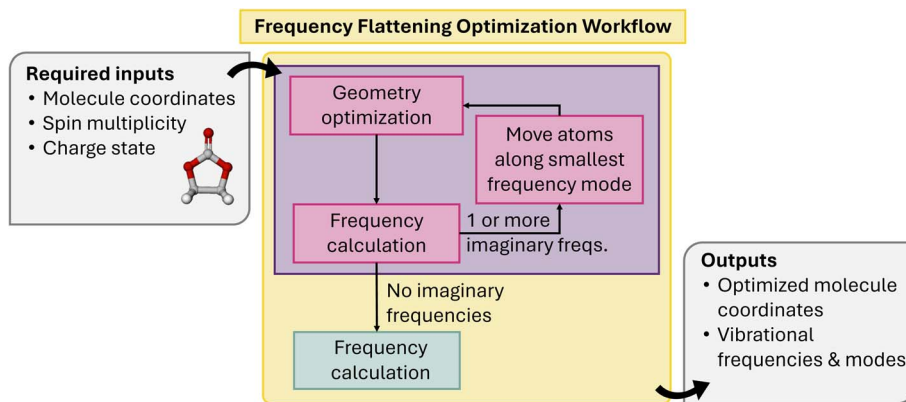 Frequency Flattening Optimization Workflow
Required inputs
• Molecule coordinates
• Spin multiplicity
• Charge state
Geometry
optimization
Move atoms
along smallest
frequency mode
Frequency
calculation
1 or more
imaginary freqs.
No imaginary
frequencies
Frequency
calculation
Outputs
• Optimized molecule
coordinates
• Vibrational
frequencies & modes